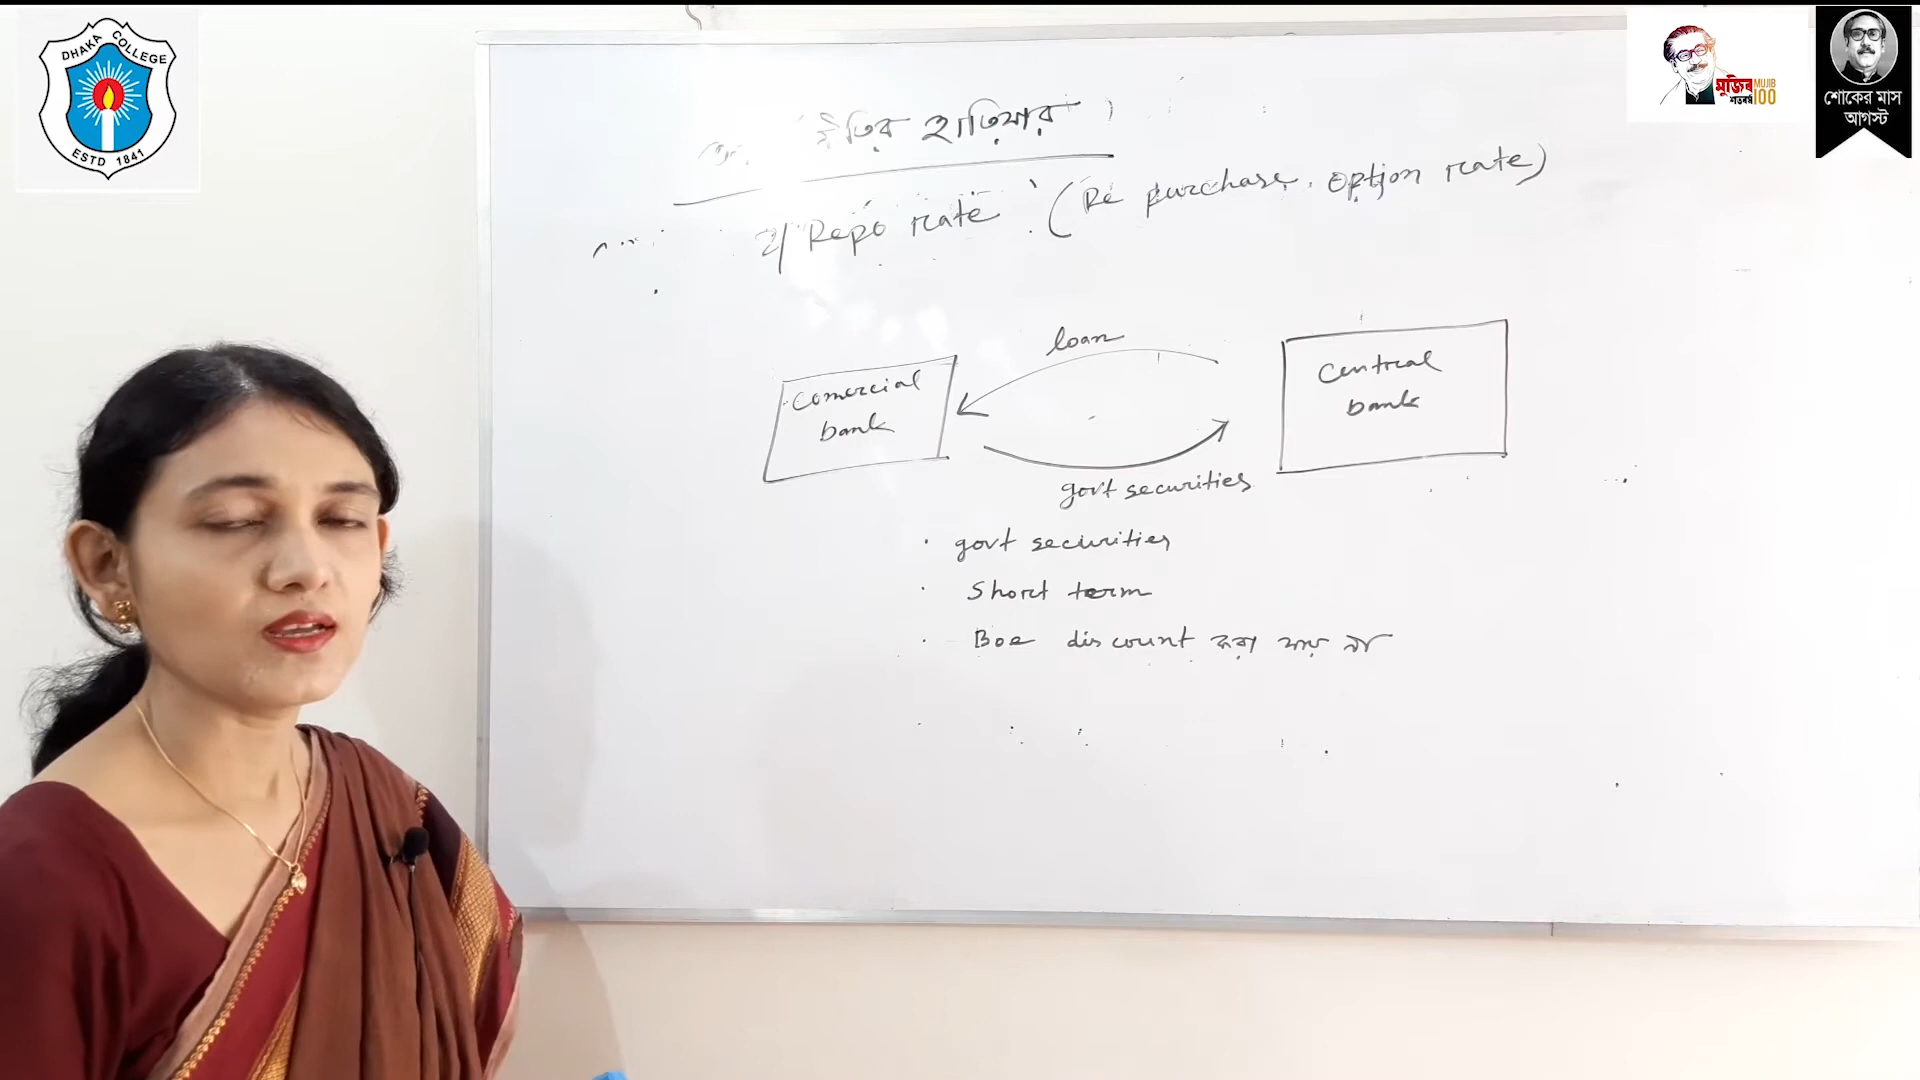 DHAKA COLLEGE
ESTD 1841
মুজিব MUJIB
শতবর্ষ 100
শোকের মাস
আগস্ট
হাতিয়ার
২| Repo rate (Re purchase option rate)
loan
Comercial
bank
Central
bank
govt securities
· govt securities
· Short term
· Boe discount করা যায় না